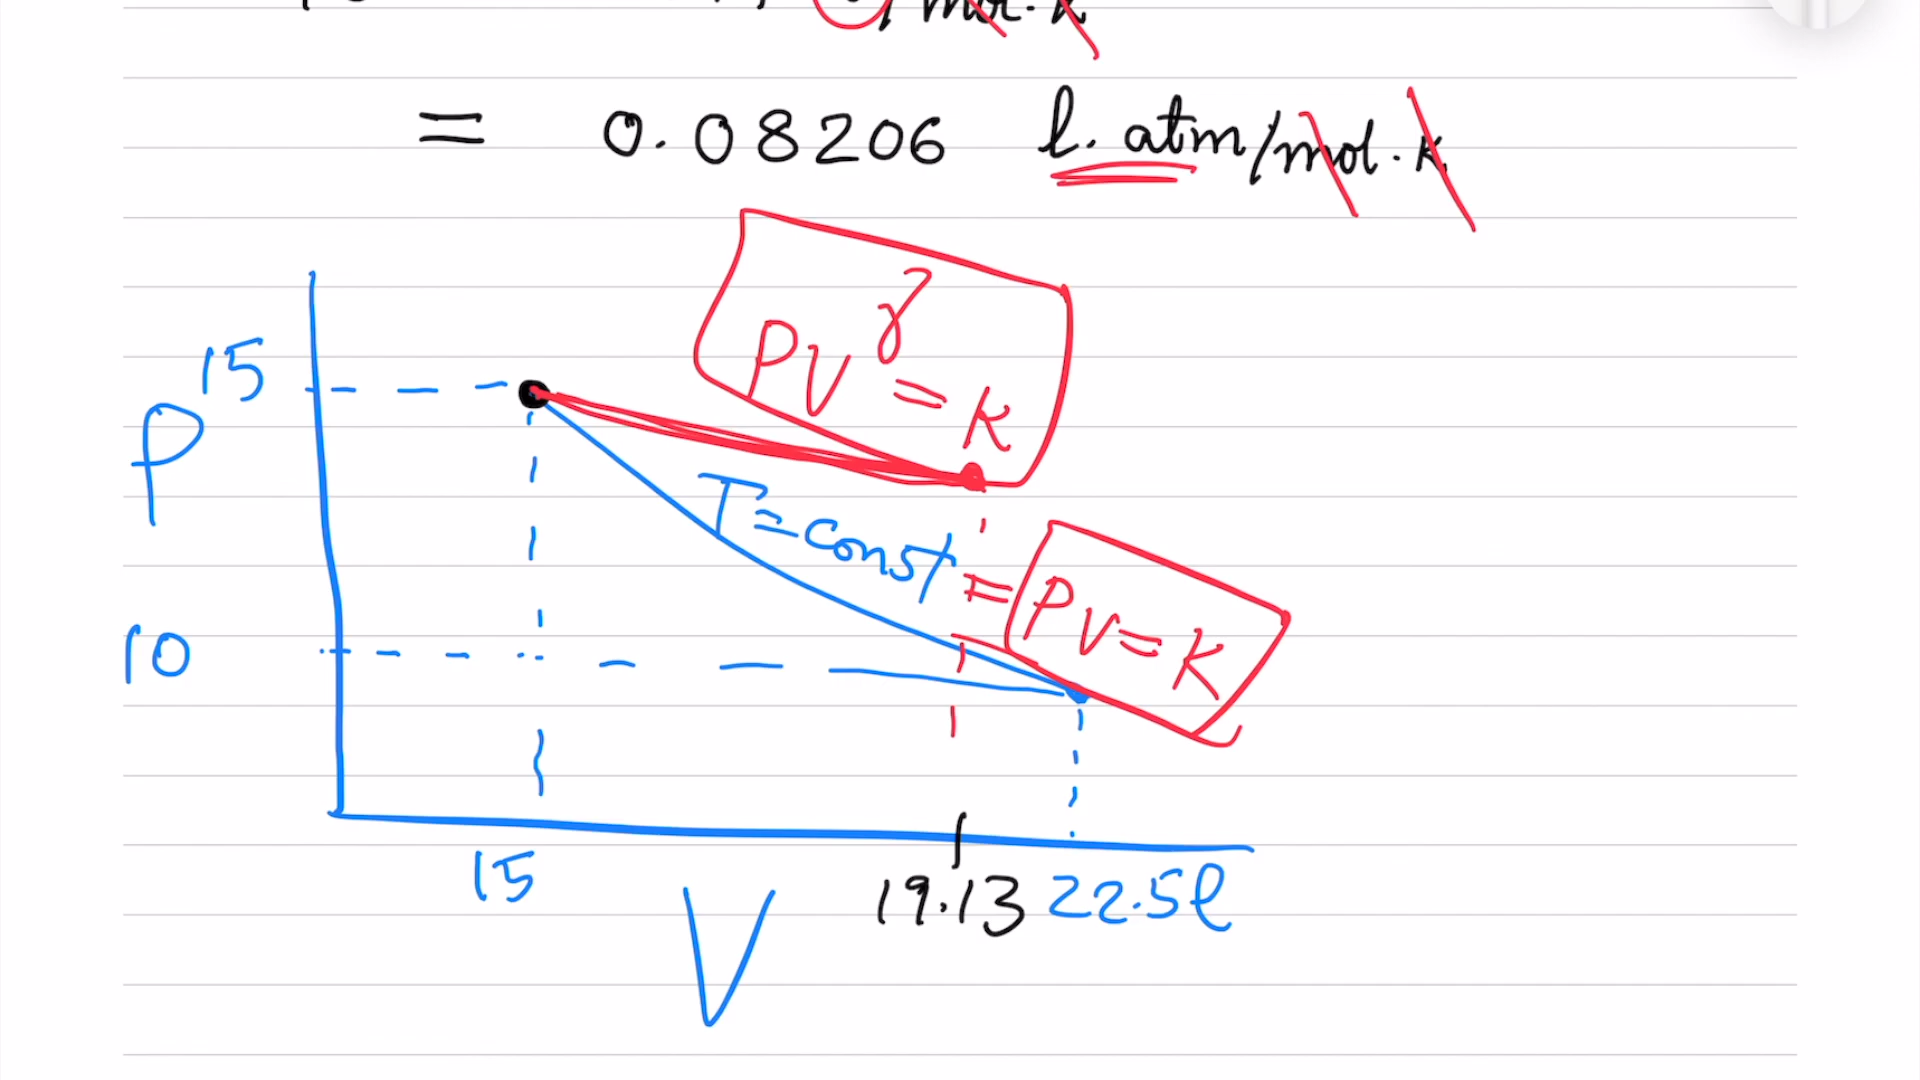 = 0.08206 l. atm/mol. k
PV^γ = K
15
P
T = const = PV = K
10
15
19.13
22.5l
V